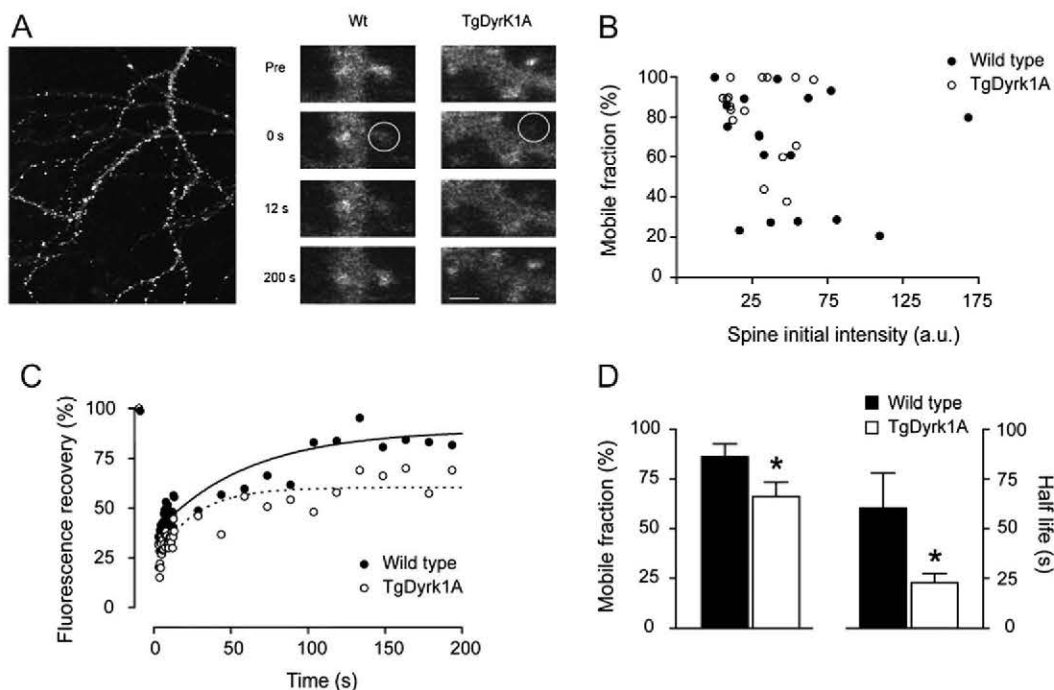 A
Wt
TgDyrK1A
Pre
0 s
12 s
200 s
B
Mobile fraction (%)
100
80
60
40
20
0
25
75
125
175
Spine initial intensity (a.u.)
Wild type
TgDyrk1A
C
Fluorescence recovery (%)
100
75
50
25
0
0
50
100
150
200
Time (s)
Wild type
TgDyrk1A
D
Wild type
TgDyrk1A
Mobile fraction (%)
100
75
50
25
0
*
*
100
75
50
25
0
Half life (s)